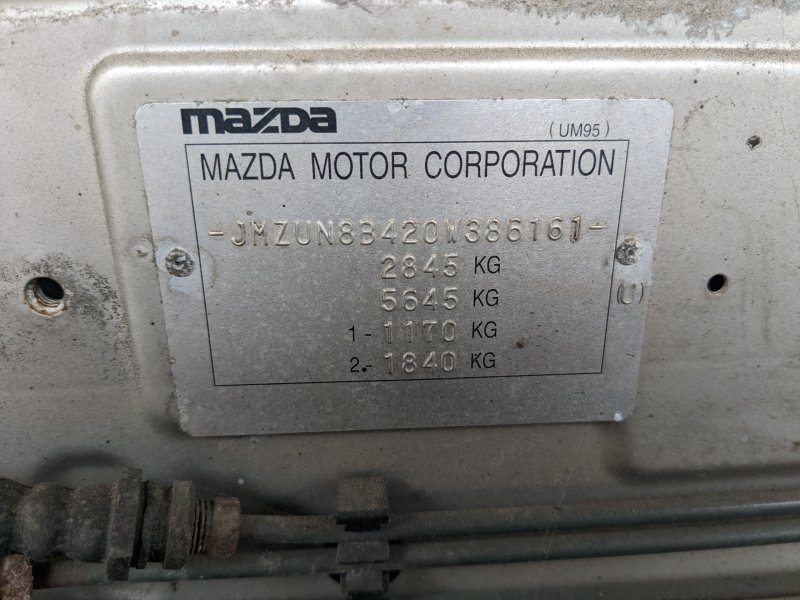 mazda
(UM95)
MAZDA MOTOR CORPORATION
-JMZUN8B420W386161-
2845 KG
5645 KG
(U)
1-1170 KG
2.-1840 KG